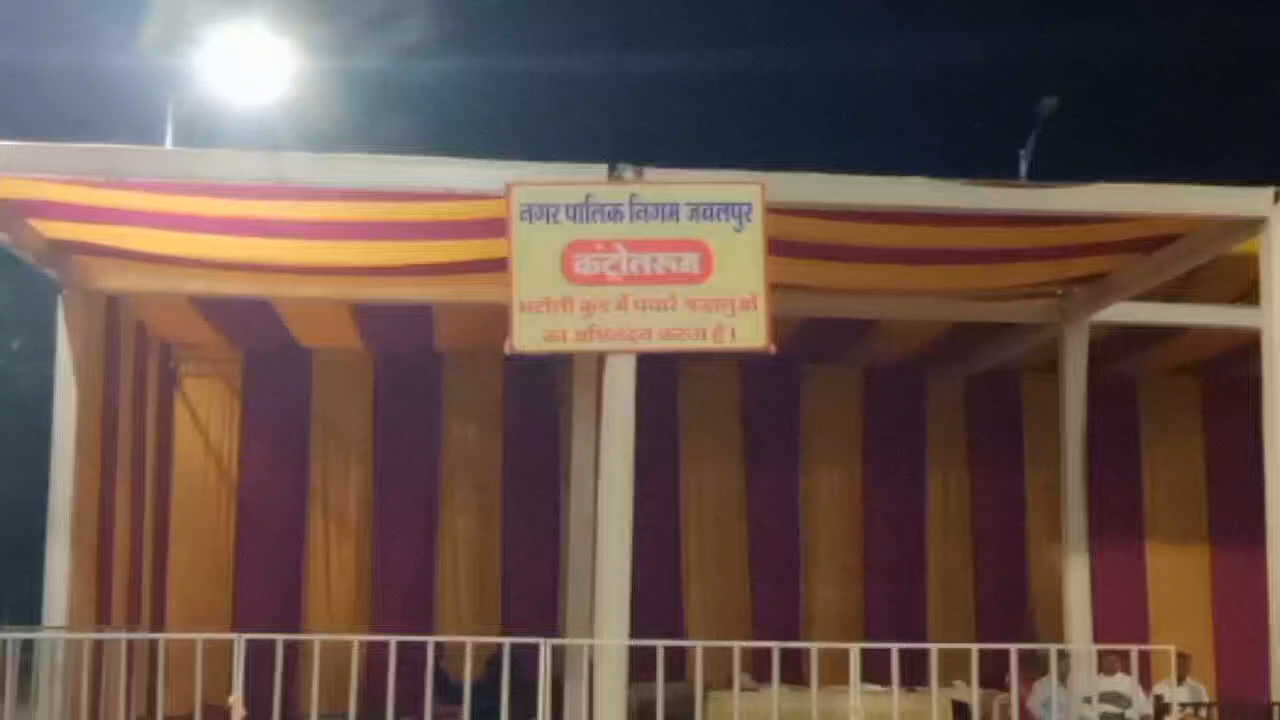 नगर पालिक निगम जबलपुर
कंट्रोलरूम
भटौली कुंड में पधारे श्रद्धालुओं
का अभिनंदन करता है।